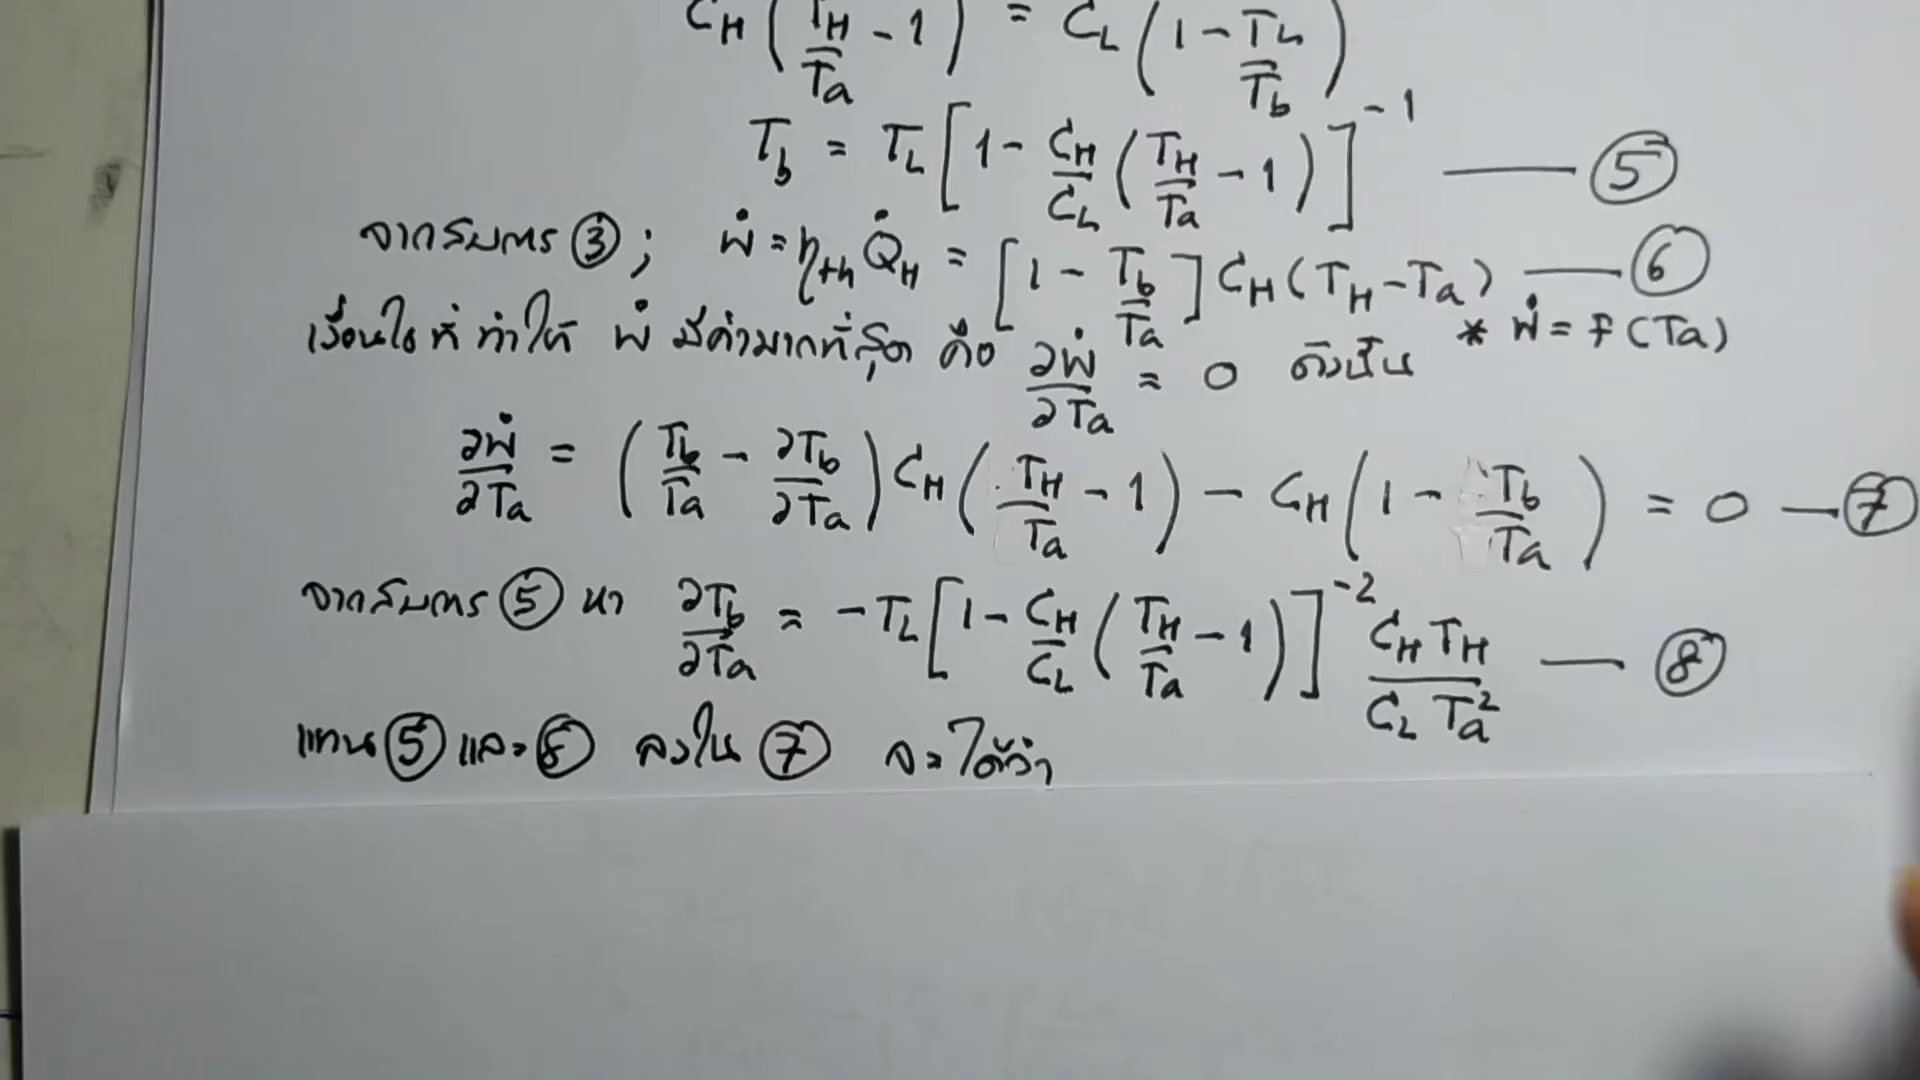 C_H (T_H/T_a - 1) = C_L (1 - T_L/T_b)
T_b = T_L [1 - C_H/C_L (T_H/T_a - 1)]^-1 —— ⑤
จากสมการ ③ ; Ẇ = η_th Q̇_H = [1 - T_b/T_a] C_H (T_H - T_a) —— ⑥
เงื่อนไขที่ ทำให้ Ẇ มีค่ามากที่สุด คือ ∂Ẇ/∂T_a = 0 ดังนั้น * Ẇ = f(T_a)
∂Ẇ/∂T_a = (T_b/T_a - ∂T_b/∂T_a) C_H (T_H/T_a - 1) - C_H (1 - T_b/T_a) = 0 —— ⑦
จากสมการ ⑤ หา ∂T_b/∂T_a = -T_L [1 - C_H/C_L (T_H/T_a - 1)]^-2 C_H T_H / C_L T_a^2 —— ⑧
แทน ⑤ และ ⑧ ลงใน ⑦ จะได้ว่า